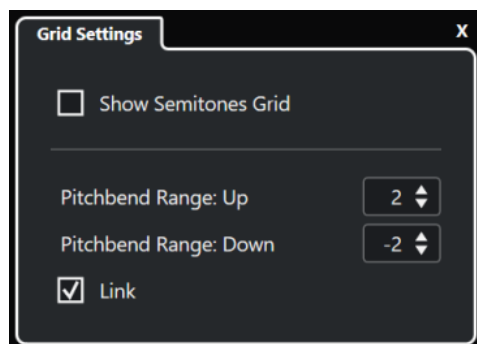 Grid Settings X
Show Semitones Grid
Pitchbend Range: Up 2
Pitchbend Range: Down -2
Link